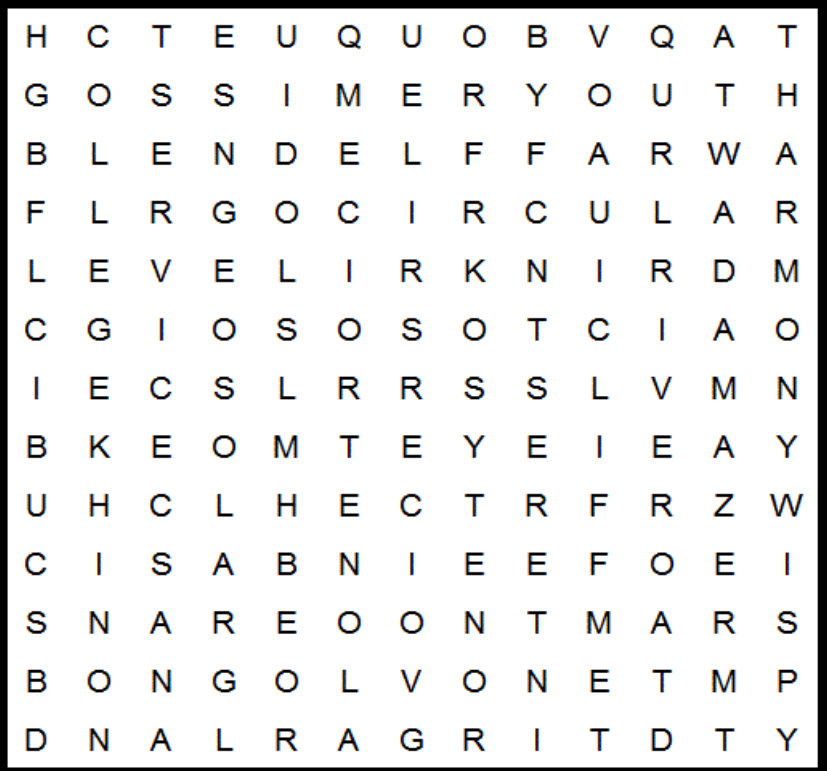 H C T E U Q U O B V Q A T
G O S S I M E R Y O U T H
B L E N D E L F F A R W A
F L R G O C I R C U L A R
L E V E L I R K N I R D M
C G I O S O S O T C I A O
I E C S L R R S S L V M N
B K E O M T E Y E I E A Y
U H C L H E C T R F R Z W
C I S A B N I E E F O E I
S N A R E O O N T M A R S
B O N G O L V O N E T M P
D N A L R A G R I T D T Y